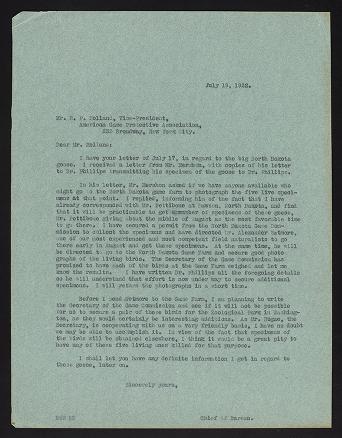 July 19, 1922.
Mr. R. P. Holland, Vice-President,
American Game Protective Association,
233 Broadway, New York City.
Dear Mr. Holland:
I have your letter of July 17, in regard to the big North Dakota
goose. I received a letter from Mr. Hershon, with copies of his letter
to Dr. Phillips transmitting his specimen of the goose to Dr. Phillips.
In his letter, Mr. Hershon asked if we have anyone available who
might go to the North Dakota game farm to photograph the five live speci-
mens at that point. I replied, informing him of the fact that I have
already corresponded with Mr. Pettibone at Dawson, North Dakota, and find
that it will be practicable to get a number of specimens of these geese,
Mr. Pettibone giving about the middle of August as the most favorable time
to go there. I have secured a permit from the North Dakota Game Com-
mission to collect the specimens and have directed Dr. Alexander Wetmore,
one of our most experienced and most competent field naturalists to go
there early in August and get these specimens. At the same time, he will
be directed to go to the North Dakota Game Farm and secure good photo-
graphs of the living birds. The Secretary of the Game Commission has
promised to have each of the birds at the Game Farm weighed and let me
know the results. I have written Dr. Phillips all the foregoing details
so he will understand that effort is now under way to secure additional
specimens. I will return the photographs in a short time.
Before I send Wetmore to the Game Farm, I am planning to write
the Secretary of the Game Commission and see if it will not be possible
for us to secure a pair of these birds for the Zoological Park in Washing-
ton, as they would certainly be interesting additions. As Mr. Hogue, the
Secretary, is cooperating with us on a very friendly basis, I have no doubt
we may be able to accomplish it. In view of the fact that specimens of
the birds will be obtained elsewhere, I think it would be a great pity to
have any of these five living ones killed for that purpose.
I shall let you have any definite information I get in regard to
these geese, later on.
Sincerely yours,
Chief of Bureau.